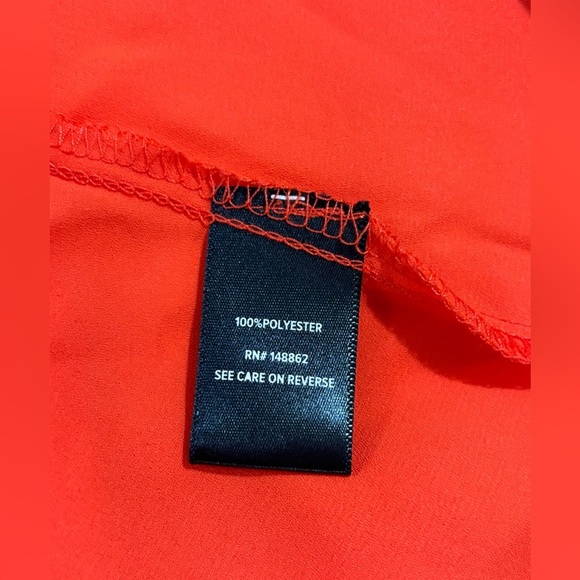 100%POLYESTER
RN# 148862
SEE CARE ON REVERSE